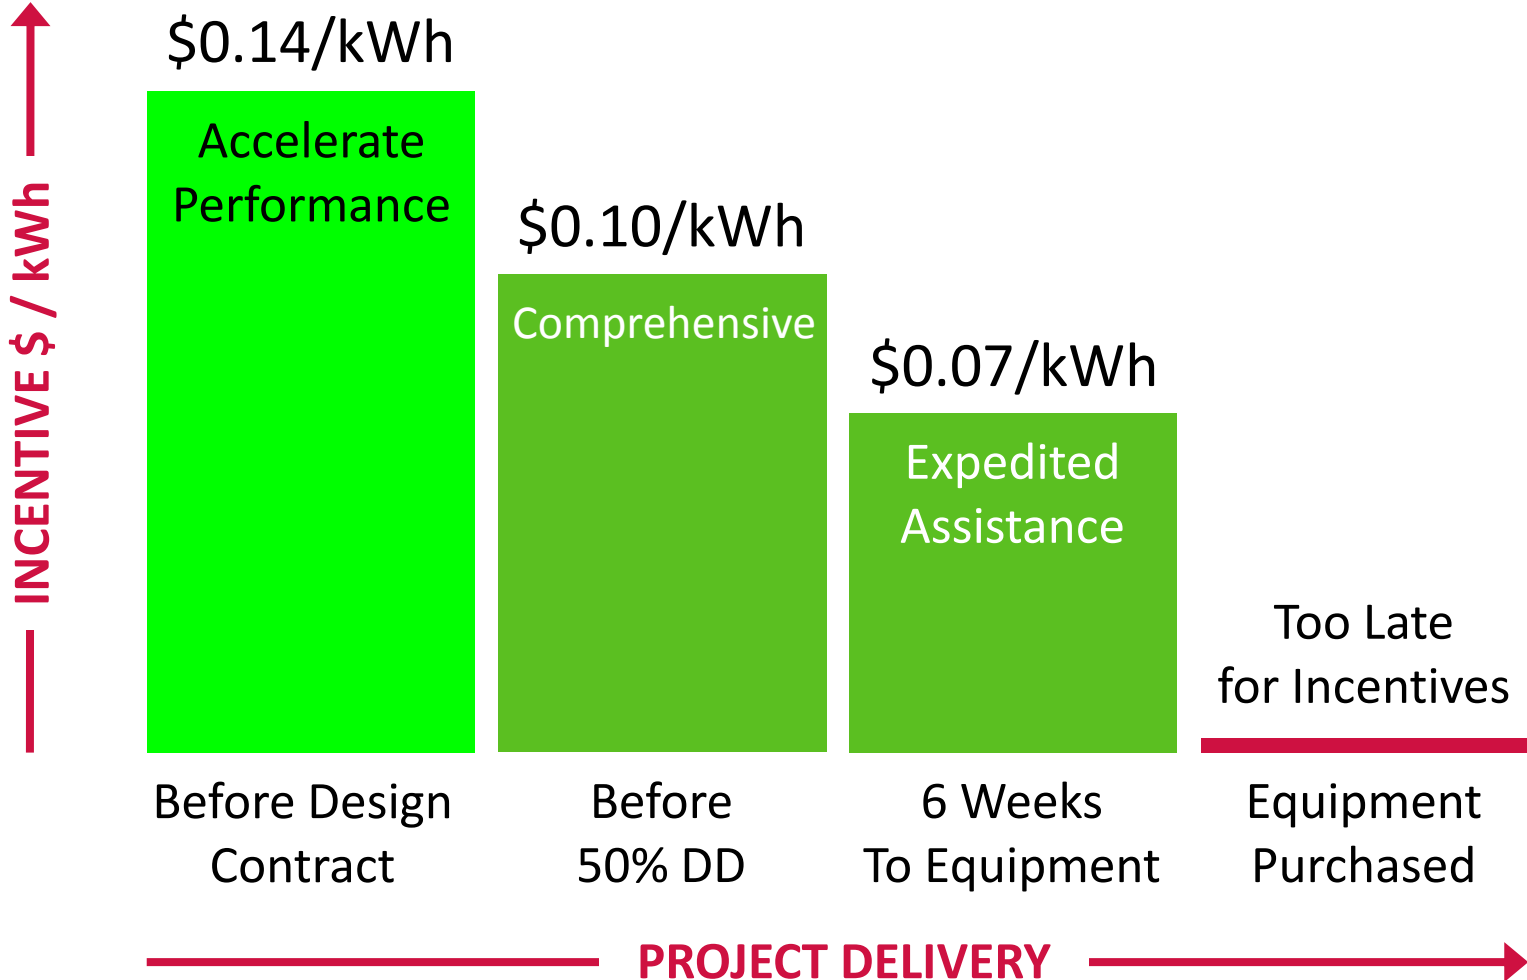 INCENTIVE $ / kWh
$0.14/kWh
Accelerate
Performance
$0.10/kWh
Comprehensive
$0.07/kWh
Expedited
Assistance
Too Late
for Incentives
Before Design
Contract
Before
50% DD
6 Weeks
To Equipment
Equipment
Purchased
PROJECT DELIVERY